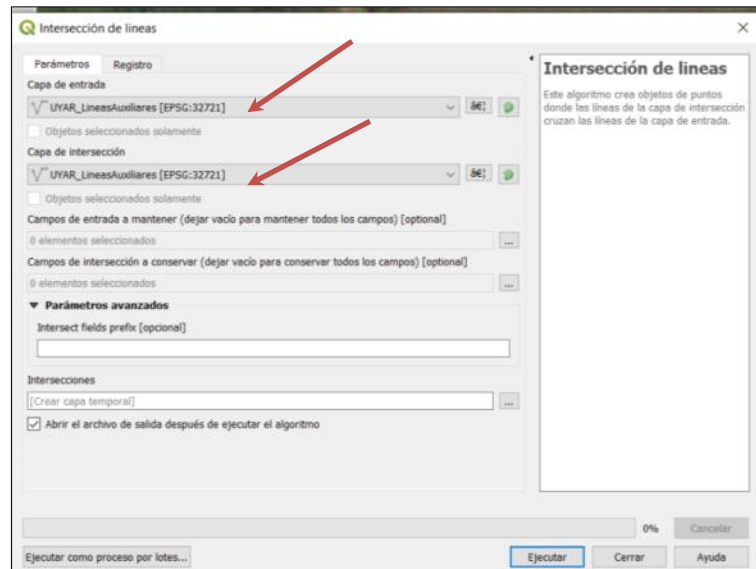 Intersección de líneas
Parámetros
Registro
Capa de entrada
UYAR_LineasAuxiliares [EPSG:32721]
…
Objetos seleccionados solamente
Capa de intersección
UYAR_LineasAuxiliares [EPSG:32721]
…
Objetos seleccionados solamente
Campos de entrada a mantener (dejar vacío para mantener todos los campos) [optional]
0 elementos seleccionados
...
Campos de intersección a conservar (dejar vacío para conservar todos los campos) [optional]
0 elementos seleccionados
...
Parámetros avanzados
Intersect fields prefix [opcional]
Intersecciones
[Crear capa temporal]
...
Abrir el archivo de salida después de ejecutar el algoritmo
Intersección de lineas
Este algoritmo crea objetos de puntos
donde las líneas de la capa de intersección
cruzan las líneas de la capa de entrada.
0%
Cancelar
Ejecutar como proceso por lotes...
Ejecutar
Cerrar
Ayuda